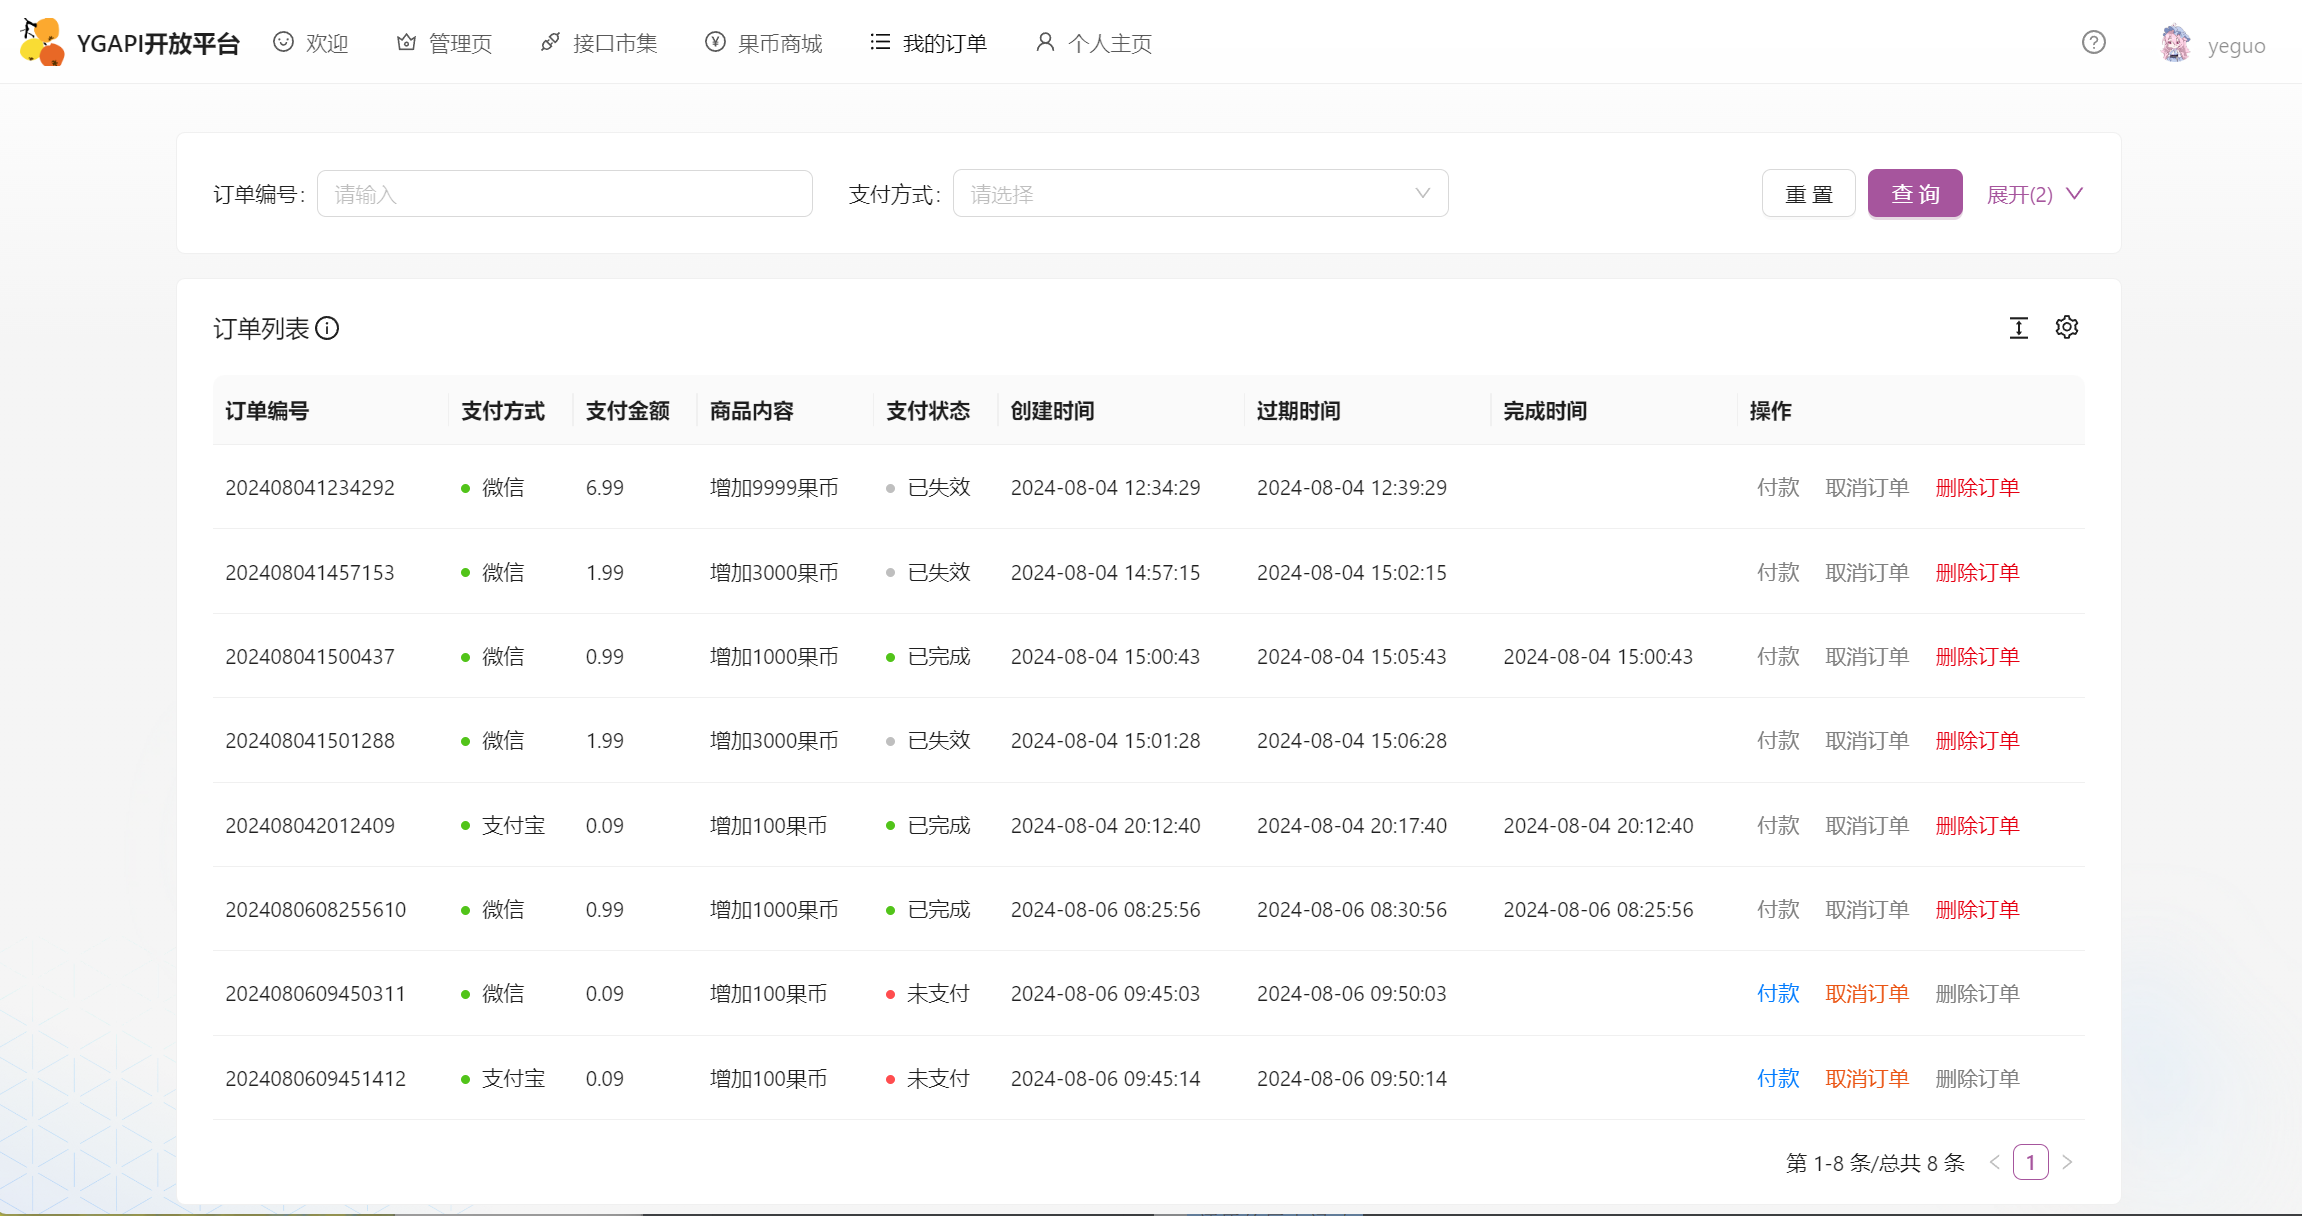 YGAPI开放平台 欢迎 管理页 接口市集 果币商城 我的订单 个人主页 yeguo
订单编号: 请输入 支付方式: 请选择 重 置 查 询 展开(2)
订单列表
订单编号 支付方式 支付金额 商品内容 支付状态 创建时间 过期时间 完成时间 操作
202408041234292 微信 6.99 增加9999果币 已失效 2024-08-04 12:34:29 2024-08-04 12:39:29 付款 取消订单 删除订单
202408041457153 微信 1.99 增加3000果币 已失效 2024-08-04 14:57:15 2024-08-04 15:02:15 付款 取消订单 删除订单
202408041500437 微信 0.99 增加1000果币 已完成 2024-08-04 15:00:43 2024-08-04 15:05:43 2024-08-04 15:00:43 付款 取消订单 删除订单
202408041501288 微信 1.99 增加3000果币 已失效 2024-08-04 15:01:28 2024-08-04 15:06:28 付款 取消订单 删除订单
202408042012409 支付宝 0.09 增加100果币 已完成 2024-08-04 20:12:40 2024-08-04 20:17:40 2024-08-04 20:12:40 付款 取消订单 删除订单
2024080608255610 微信 0.99 增加1000果币 已完成 2024-08-06 08:25:56 2024-08-06 08:30:56 2024-08-06 08:25:56 付款 取消订单 删除订单
2024080609450311 微信 0.09 增加100果币 未支付 2024-08-06 09:45:03 2024-08-06 09:50:03 付款 取消订单 删除订单
2024080609451412 支付宝 0.09 增加100果币 未支付 2024-08-06 09:45:14 2024-08-06 09:50:14 付款 取消订单 删除订单
第 1-8 条/总共 8 条 1